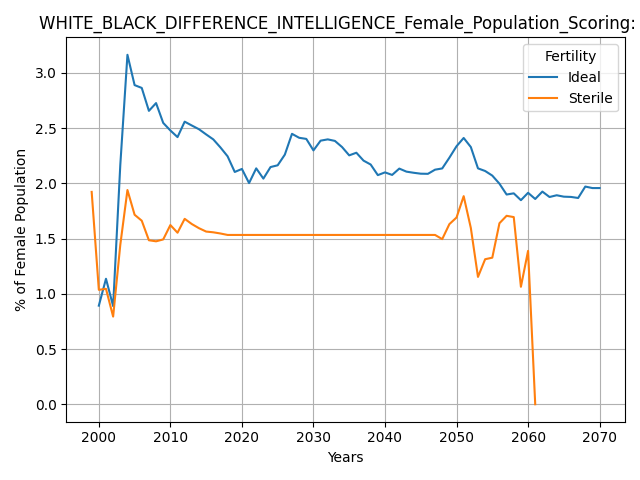 WHITE_BLACK_DIFFERENCE_INTELLIGENCE_Female_Population_Scoring:
Fertility
Ideal
Sterile
% of Female Population
3.0
2.5
2.0
1.5
1.0
0.5
0.0
2000 2010 2020 2030 2040 2050 2060 2070
Years